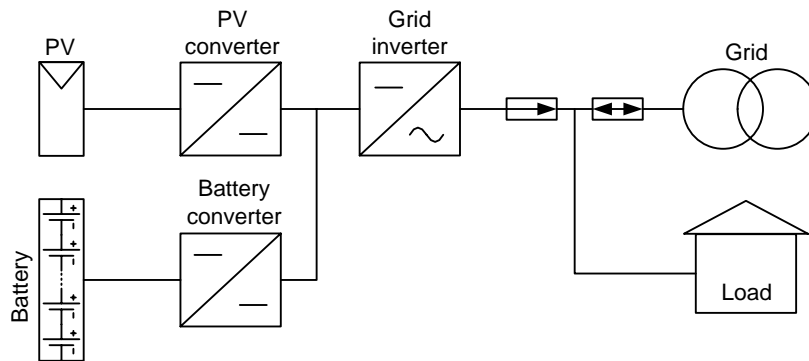 PV
PV
converter
Grid
inverter
Grid
Battery
converter
Battery
+
-
+
-
+
-
+
-
Load